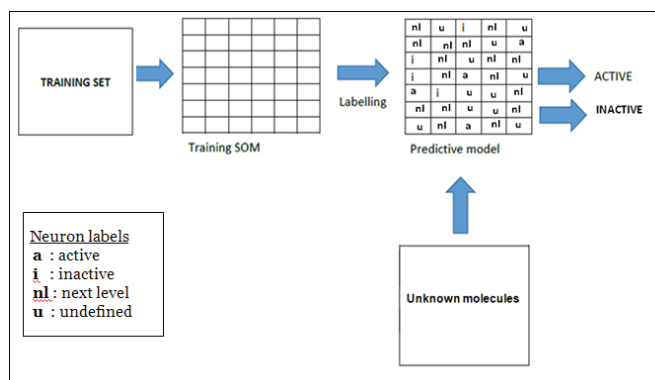 TRAINING SET
Training SOM
Labelling
nl u i nl u
nl nl nl u a
i nl u nl nl
i nl a nl u
a i u u nl
nl nl u u nl
u nl a nl u
Predictive model
ACTIVE
INACTIVE
Neuron labels
a : active
i : inactive
nl : next level
u : undefined
Unknown molecules